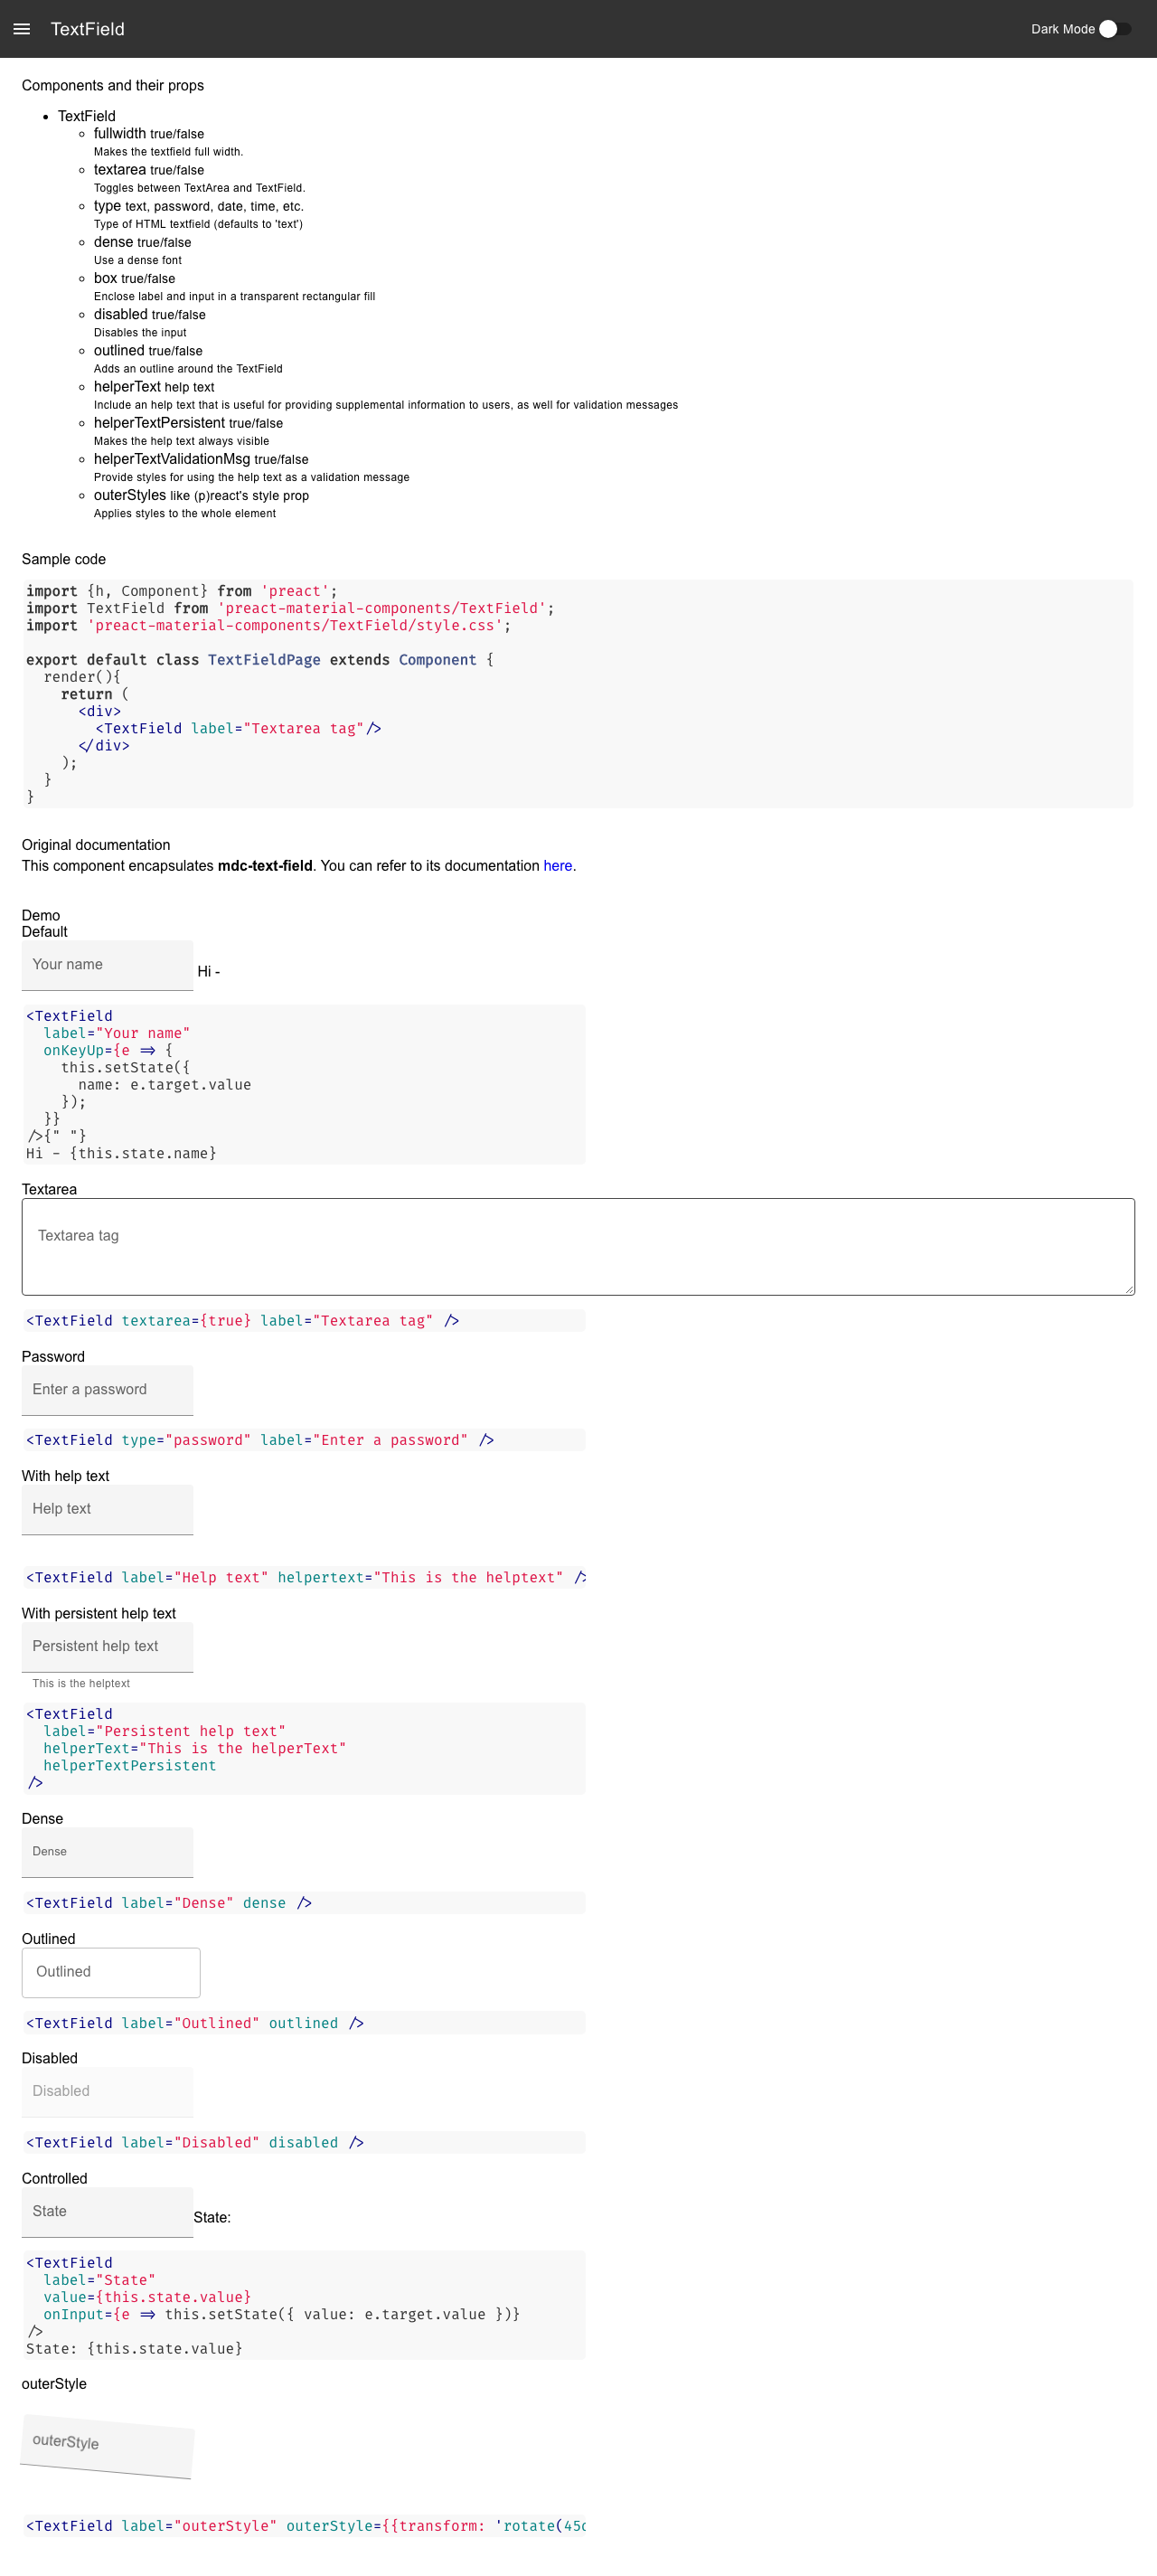 TextField
Dark Mode
Components and their props
TextField
fullwidth true/false
Makes the textfield full width.
textarea true/false
Toggles between TextArea and TextField.
type text, password, date, time, etc.
Type of HTML textfield (defaults to 'text')
dense true/false
Use a dense font
box true/false
Enclose label and input in a transparent rectangular fill
disabled true/false
Disables the input
outlined true/false
Adds an outline around the TextField
helperText help text
Include an help text that is useful for providing supplemental information to users, as well for validation messages
helperTextPersistent true/false
Makes the help text always visible
helperTextValidationMsg true/false
Provide styles for using the help text as a validation message
outerStyles like (p)react's style prop
Applies styles to the whole element
Sample code
import {h, Component} from 'preact';
import TextField from 'preact-material-components/TextField';
import 'preact-material-components/TextField/style.css';
export default class TextFieldPage extends Component {
render(){
return (
<div>
<TextField label="Textarea tag"/>
</div>
);
}
}
Original documentation
This component encapsulates mdc-text-field. You can refer to its documentation here.
Demo
Default
Your name
Hi -
<TextField
label="Your name"
onKeyUp={e => {
this.setState({
name: e.target.value
});
}}
/>{" "}
Hi - {this.state.name}
Textarea
Textarea tag
<TextField textarea={true} label="Textarea tag" />
Password
Enter a password
<TextField type="password" label="Enter a password" />
With help text
Help text
<TextField label="Help text" helpertext="This is the helptext" />
With persistent help text
Persistent help text
This is the helptext
<TextField
label="Persistent help text"
helperText="This is the helperText"
helperTextPersistent
/>
Dense
Dense
<TextField label="Dense" dense />
Outlined
Outlined
<TextField label="Outlined" outlined />
Disabled
Disabled
<TextField label="Disabled" disabled />
Controlled
State
State:
<TextField
label="State"
value={this.state.value}
onInput={e => this.setState({ value: e.target.value })}
/>
State: {this.state.value}
outerStyle
outerStyle
<TextField label="outerStyle" outerStyle={{transform: 'rotate(45d